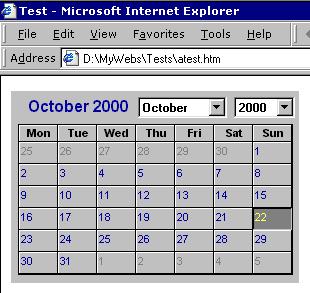 Test - Microsoft Internet Explorer
File Edit View Favorites Tools Help
Address D:\MyWebs\Tests\atest.htm
October 2000 October 2000
Mon Tue Wed Thu Fri Sat Sun
25 26 27 28 29 30 1
2 3 4 5 6 7 8
9 10 11 12 13 14 15
16 17 18 19 20 21 22
23 24 25 26 27 28 29
30 31 1 2 3 4 5